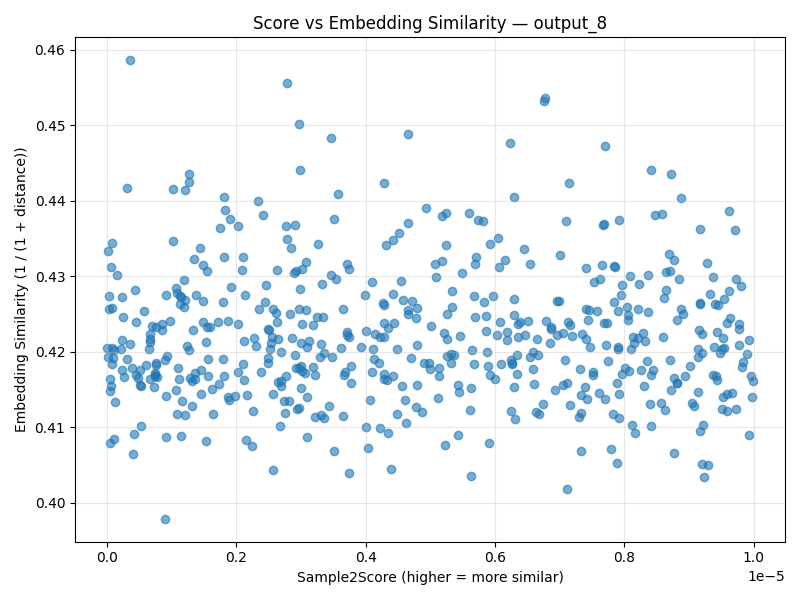 Score vs Embedding Similarity — output_8
Embedding Similarity (1 / (1 + distance))
0.46
0.45
0.44
0.43
0.42
0.41
0.40
0.0 0.2 0.4 0.6 0.8 1.0
1e−5
Sample2Score (higher = more similar)